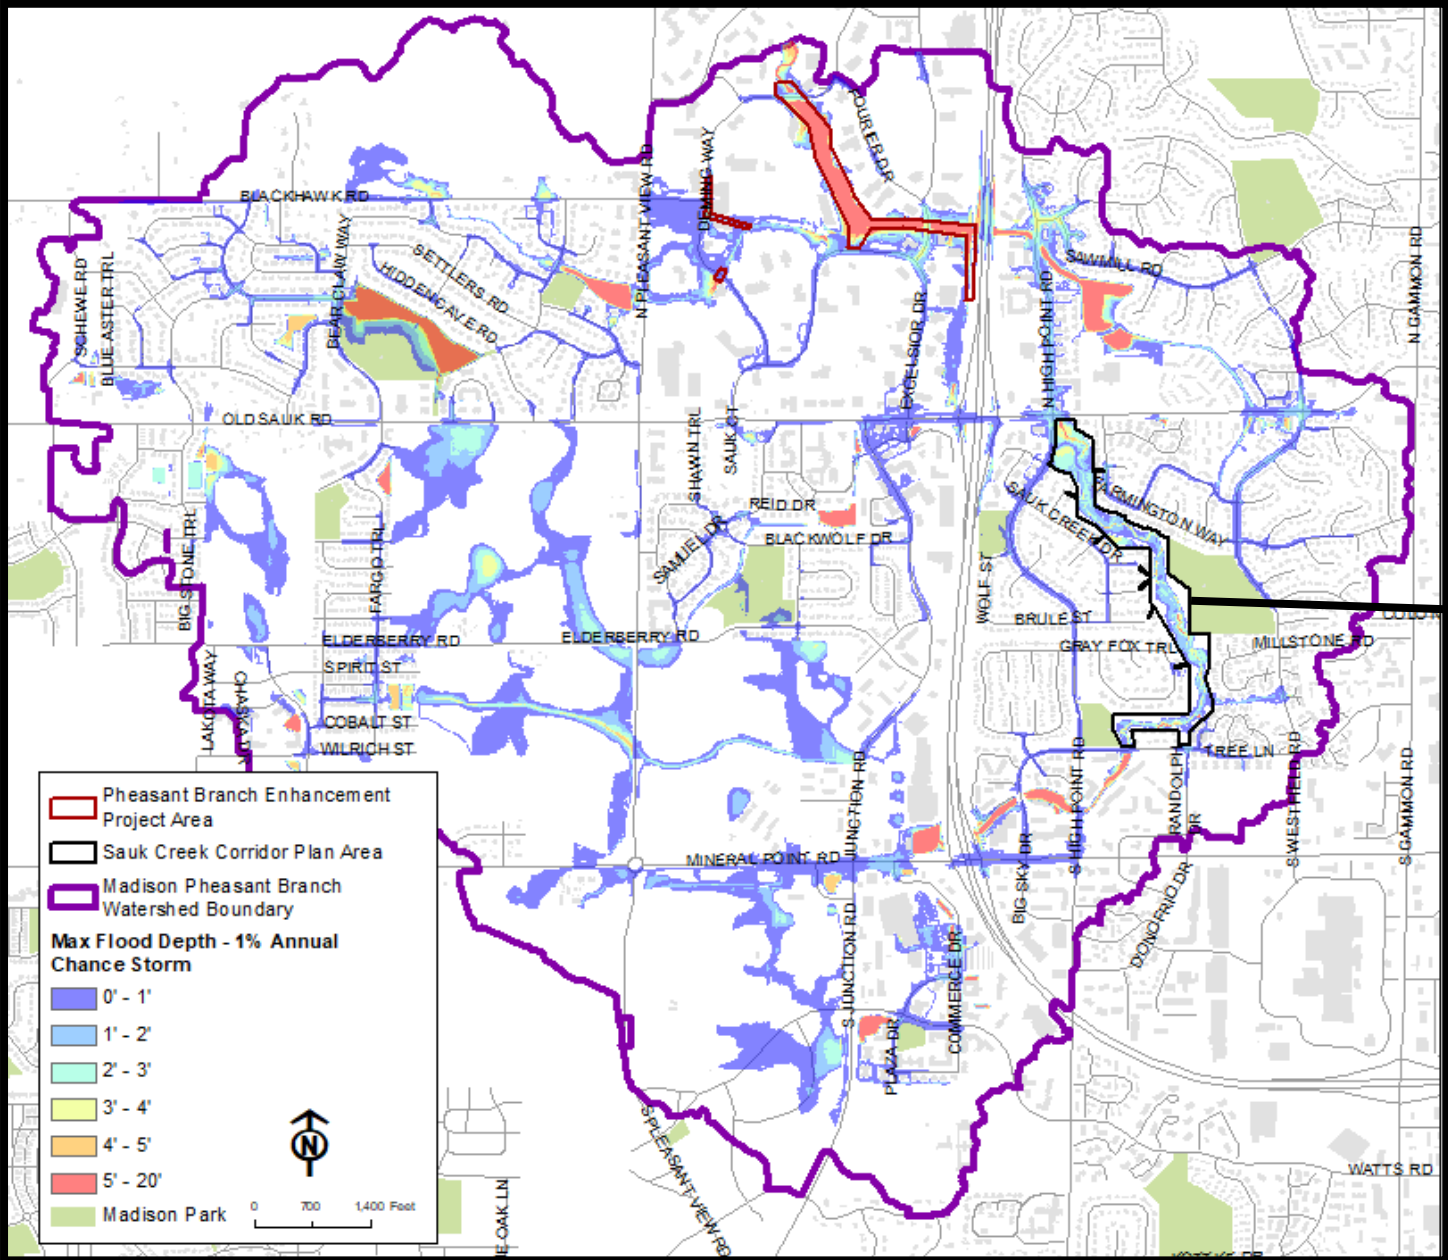 FOURIER DR
DEMING WAY
N PLEASANT VIEW RD
BLACKHAWK RD
SETTLERS RD
HIDDEN CAVE RD
BEAR CLAW WAY
SCHEWE RD
BLUE ASTER TRL
SAWMILL RD
N GAMMON RD
N HIGH POINT RD
EXCELSIOR DR
OLD SAUK RD
SHAWN TRL
SAUK CT
FARMINGTON WAY
SAUK CREEK DR
REID DR
BLACKWOLF DR
SAMUEL DR
BIG STONE TRL
FARGO TRL
WOLF ST
BRULE ST
GRAY FOX TRL
MILLSTONE RD
ELDERBERRY RD
ELDERBERRY RD
SPIRIT ST
COBALT ST
WILRICH ST
LAKOTA WAY
TREE LN
JUNCTION RD
S HIGH POINT RD
RANDOLPH
DR
S WESTFIELD RD
S GAMMON RD
MINERAL POINT RD
BIG SKY DR
D'ONOFRIO DR
S JUNCTION RD
COMMERCE DR
PLAZA DR
S PLEASANT VIEW RD
WATTS RD
E OAK LN
Pheasant Branch Enhancement
Project Area
Sauk Creek Corridor Plan Area
Madison Pheasant Branch
Watershed Boundary
Max Flood Depth - 1% Annual
Chance Storm
0' - 1'
1' - 2'
2' - 3'
3' - 4'
4' - 5'
5' - 20'
Madison Park
N
0 700 1,400 Feet